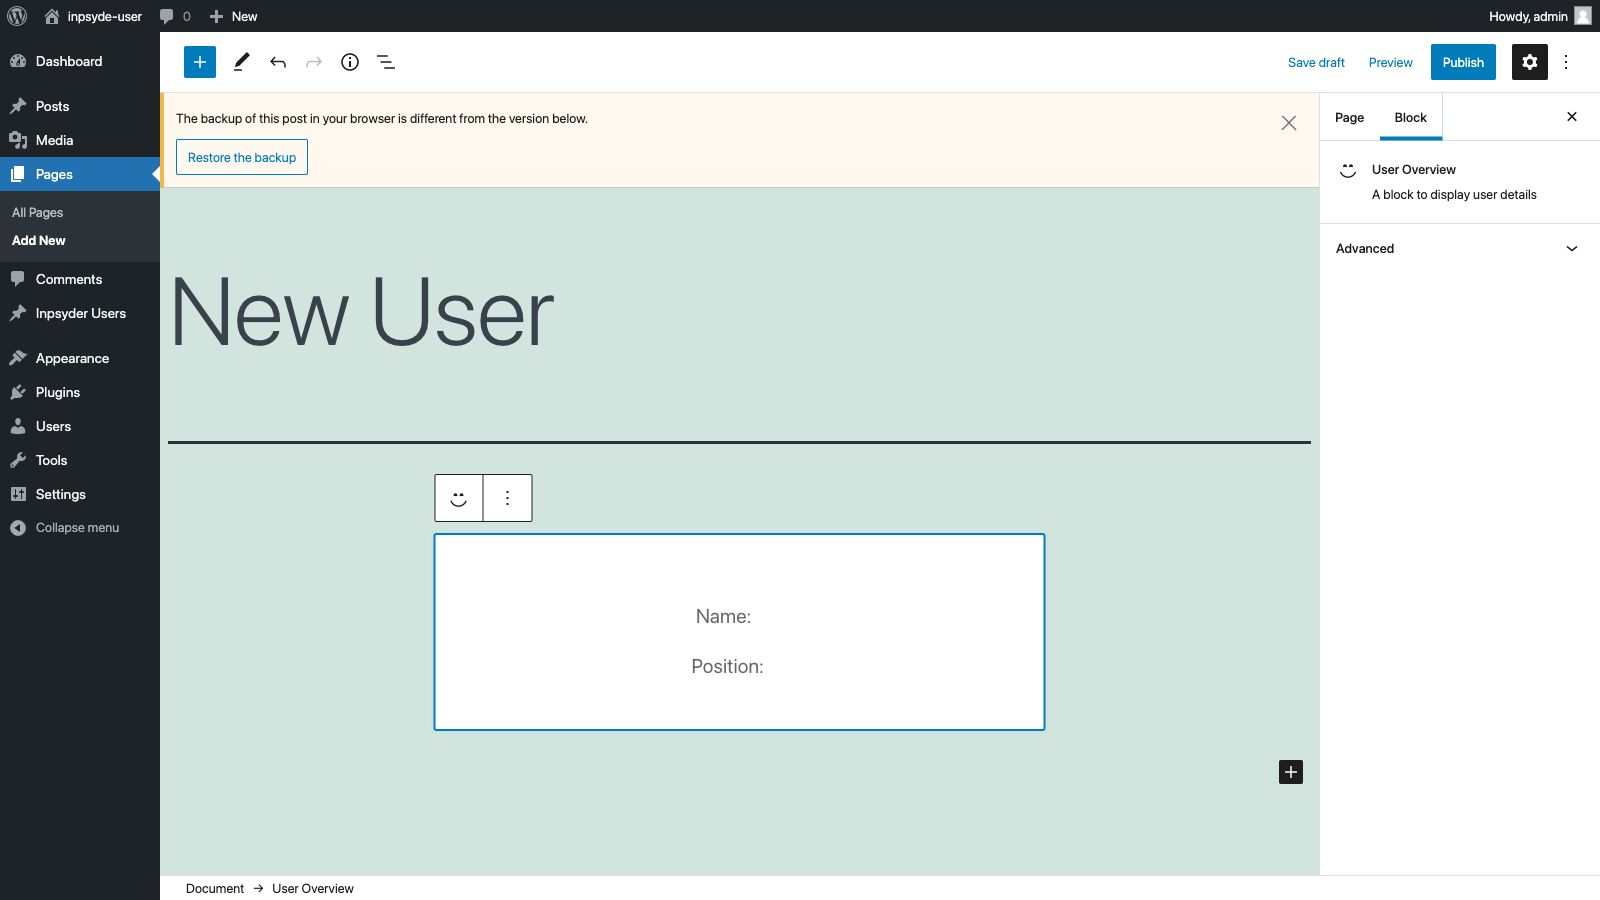 inpsyde-user 0 New Howdy, admin
Dashboard
Posts
Media
Pages
All Pages
Add New
Comments
Inpsyder Users
Appearance
Plugins
Users
Tools
Settings
Collapse menu
Save draft Preview Publish
The backup of this post in your browser is different from the version below.
Restore the backup
New User
Name:
Position:
Page Block
User Overview
A block to display user details
Advanced
Document → User Overview